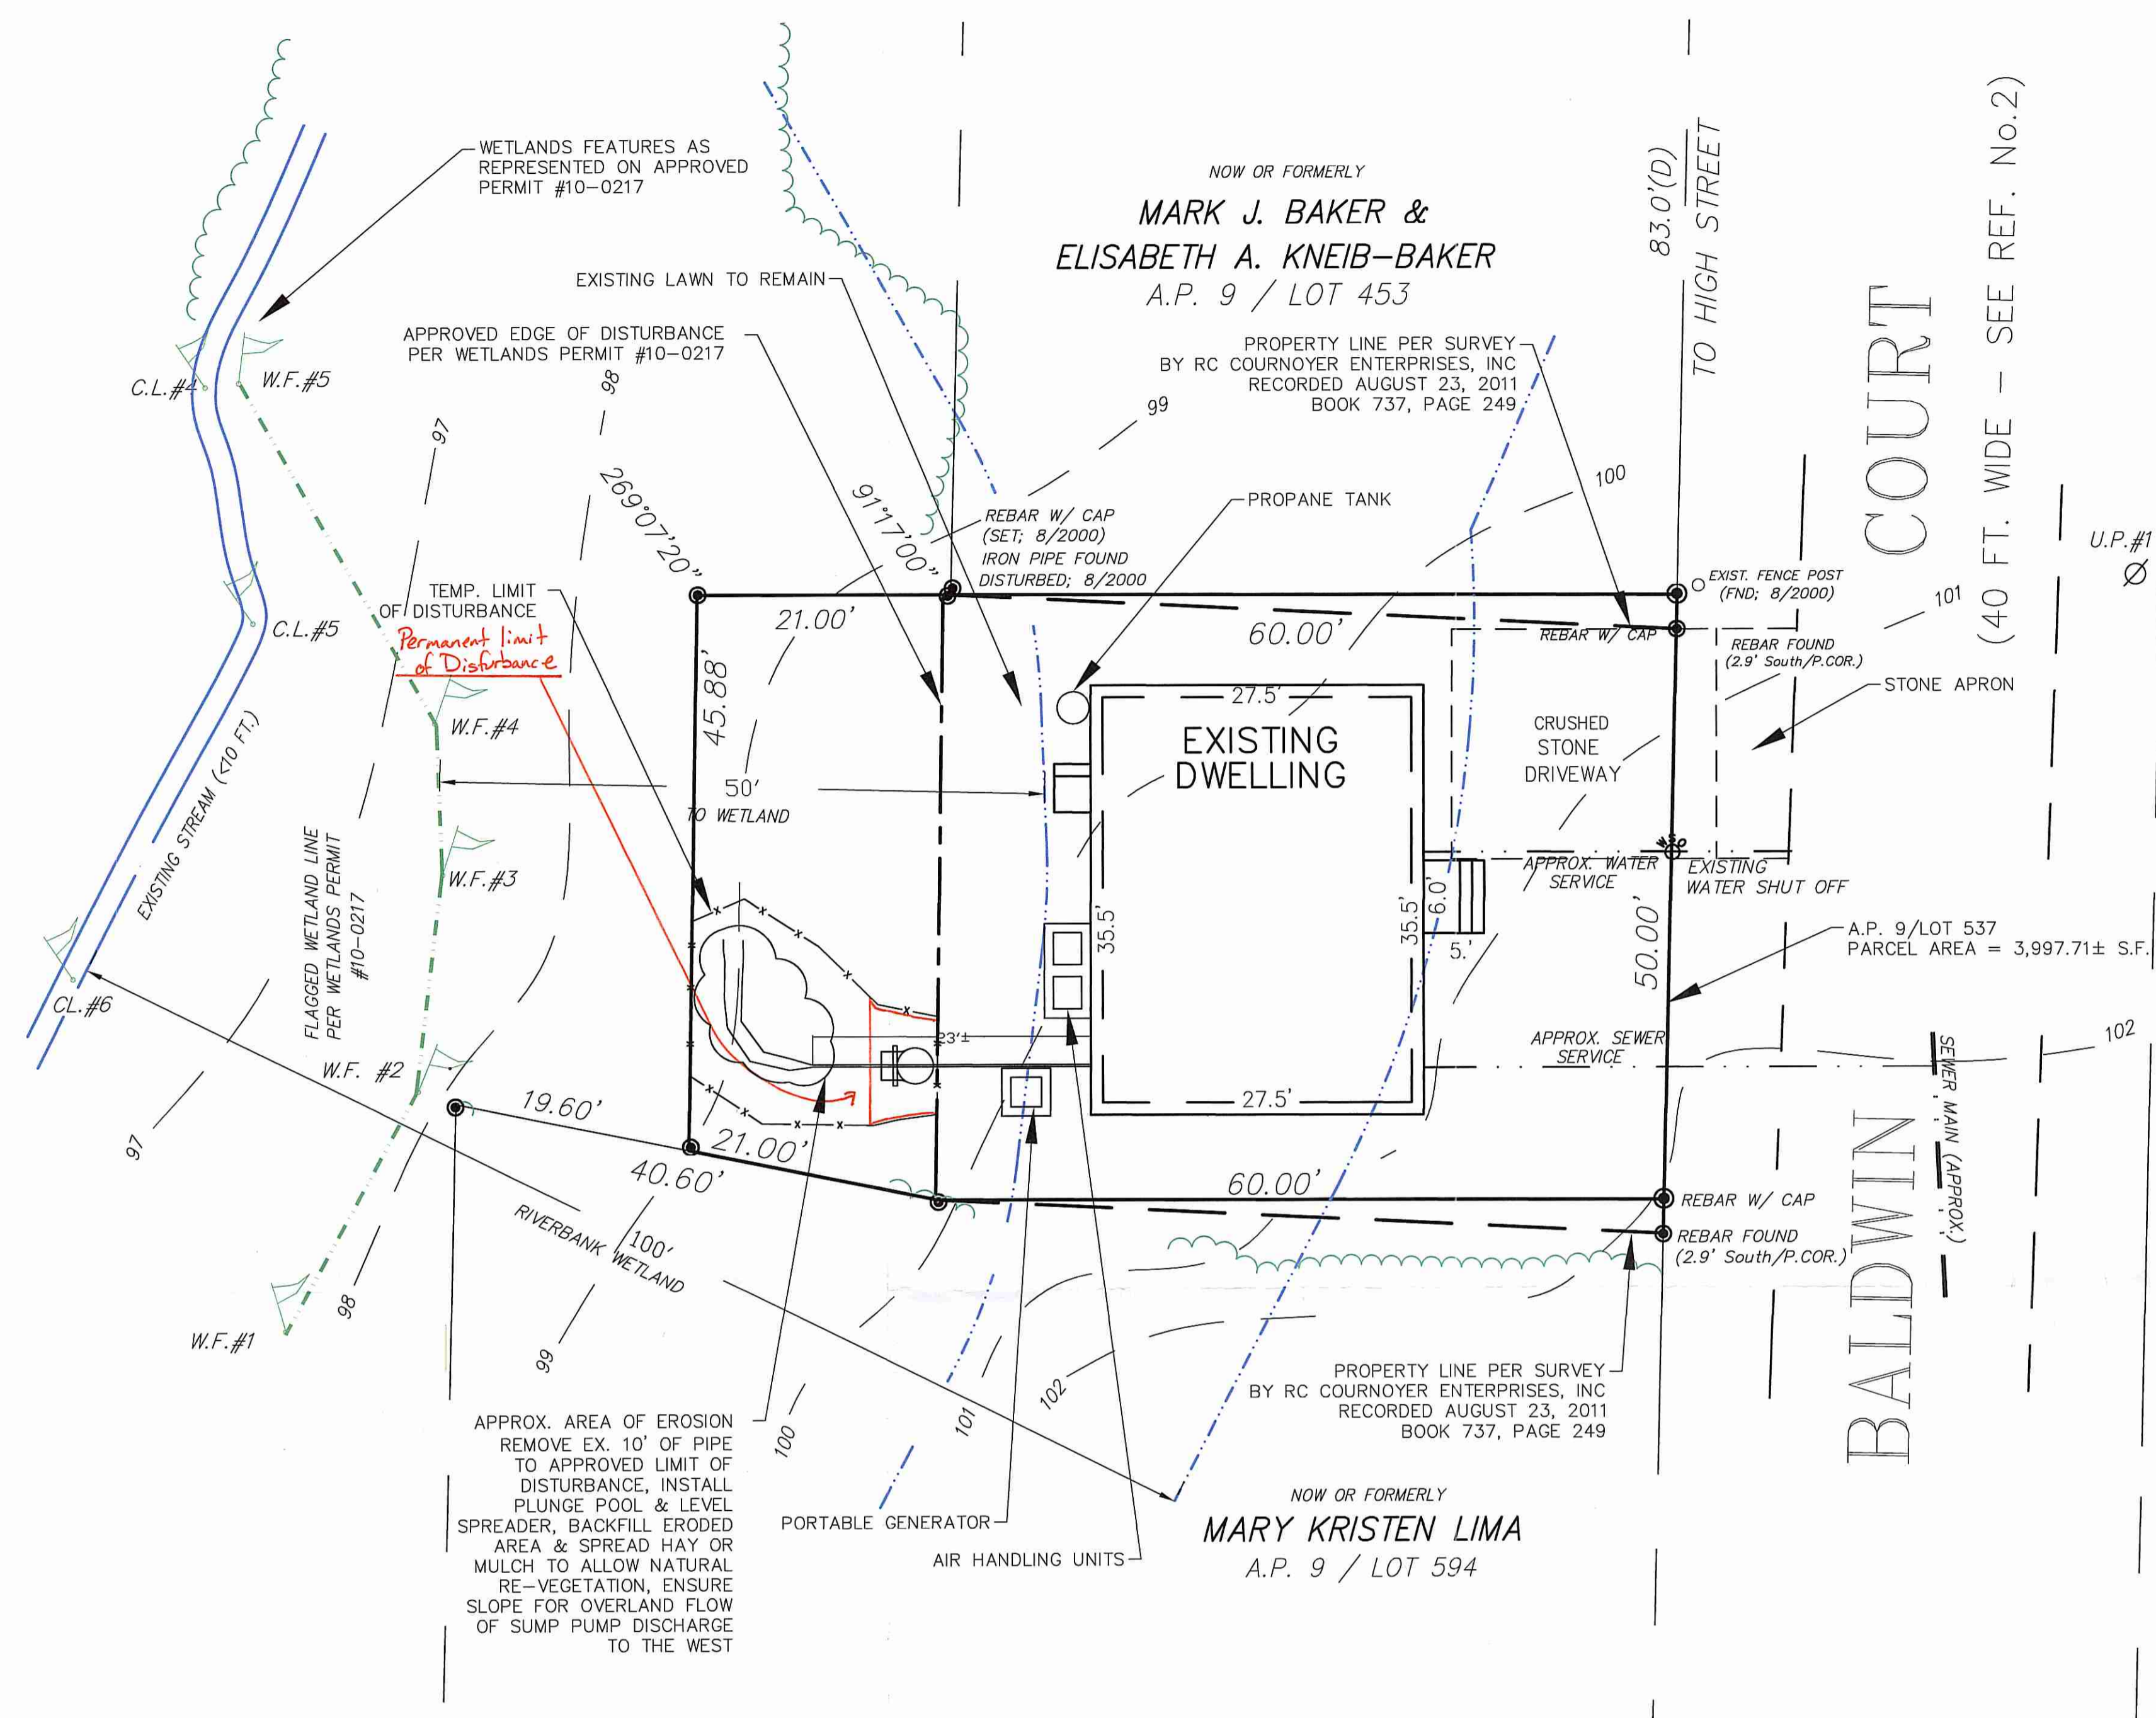 WETLANDS FEATURES AS
REPRESENTED ON APPROVED
PERMIT #10-0217
NOW OR FORMERLY
MARK J. BAKER &
ELISABETH A. KNEIB-BAKER
A.P. 9 / LOT 453
83.0'(D)
TO HIGH STREET
COURT
(40 FT. WIDE - SEE REF. No.2)
EXISTING LAWN TO REMAIN
APPROVED EDGE OF DISTURBANCE
PER WETLANDS PERMIT #10-0217
PROPERTY LINE PER SURVEY
BY RC COURNOYER ENTERPRISES, INC
RECORDED AUGUST 23, 2011
BOOK 737, PAGE 249
C.L.#4
W.F.#5
97
98
99
100
269°07'20"
91°17'00"
PROPANE TANK
REBAR W/ CAP
(SET; 8/2000)
IRON PIPE FOUND
DISTURBED; 8/2000
U.P.#1
EXIST. FENCE POST
(FND; 8/2000)
101
TEMP. LIMIT
OF DISTURBANCE
Permanent limit
of Disturbance
C.L.#5
21.00'
60.00'
REBAR W/ CAP
REBAR FOUND
(2.9' South/P.COR.)
STONE APRON
45.88'
W.F.#4
27.5'
EXISTING
DWELLING
CRUSHED
STONE
DRIVEWAY
50'
TO WETLAND
EXISTING STREAM (<10 FT.)
FLAGGED WETLAND LINE
PER WETLANDS PERMIT
#10-0217
W.F.#3
WSO
APPROX. WATER
SERVICE
EXISTING
WATER SHUT OFF
35.5'
35.5'
6.0'
5.'
50.00'
A.P. 9/LOT 537
PARCEL AREA = 3,997.71± S.F.
CL.#6
23'±
APPROX. SEWER
SERVICE
SEWER MAIN (APPROX.)
102
W.F. #2
19.60'
21.00'
40.60'
27.5'
60.00'
97
REBAR W/ CAP
REBAR FOUND
(2.9' South/P.COR.)
BALDWIN
RIVERBANK WETLAND
100'
W.F.#1
98
99
100
101
102
PROPERTY LINE PER SURVEY
BY RC COURNOYER ENTERPRISES, INC
RECORDED AUGUST 23, 2011
BOOK 737, PAGE 249
APPROX. AREA OF EROSION
REMOVE EX. 10' OF PIPE
TO APPROVED LIMIT OF
DISTURBANCE, INSTALL
PLUNGE POOL & LEVEL
SPREADER, BACKFILL ERODED
AREA & SPREAD HAY OR
MULCH TO ALLOW NATURAL
RE-VEGETATION, ENSURE
SLOPE FOR OVERLAND FLOW
OF SUMP PUMP DISCHARGE
TO THE WEST
PORTABLE GENERATOR
AIR HANDLING UNITS
NOW OR FORMERLY
MARY KRISTEN LIMA
A.P. 9 / LOT 594